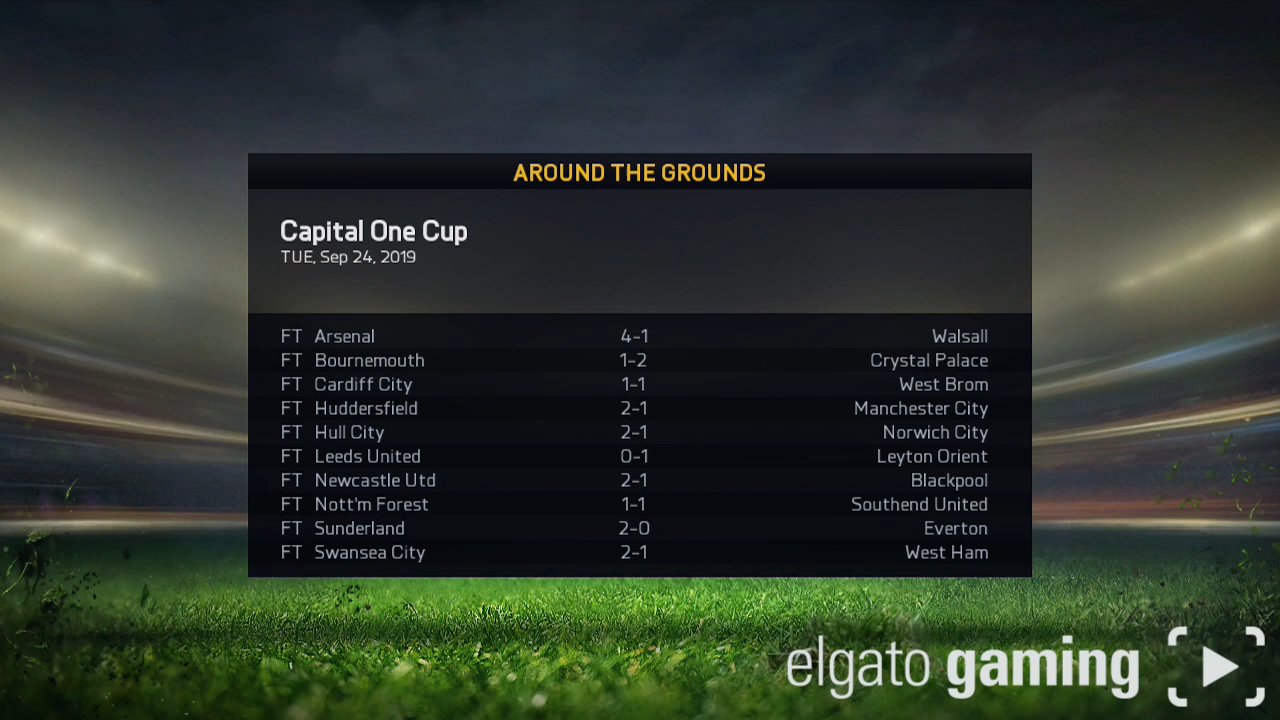 AROUND THE GROUNDS
Capital One Cup
TUE, Sep 24, 2019
FT Arsenal 4-1 Walsall
FT Bournemouth 1-2 Crystal Palace
FT Cardiff City 1-1 West Brom
FT Huddersfield 2-1 Manchester City
FT Hull City 2-1 Norwich City
FT Leeds United 0-1 Leyton Orient
FT Newcastle Utd 2-1 Blackpool
FT Nott'm Forest 1-1 Southend United
FT Sunderland 2-0 Everton
FT Swansea City 2-1 West Ham
elgato gaming